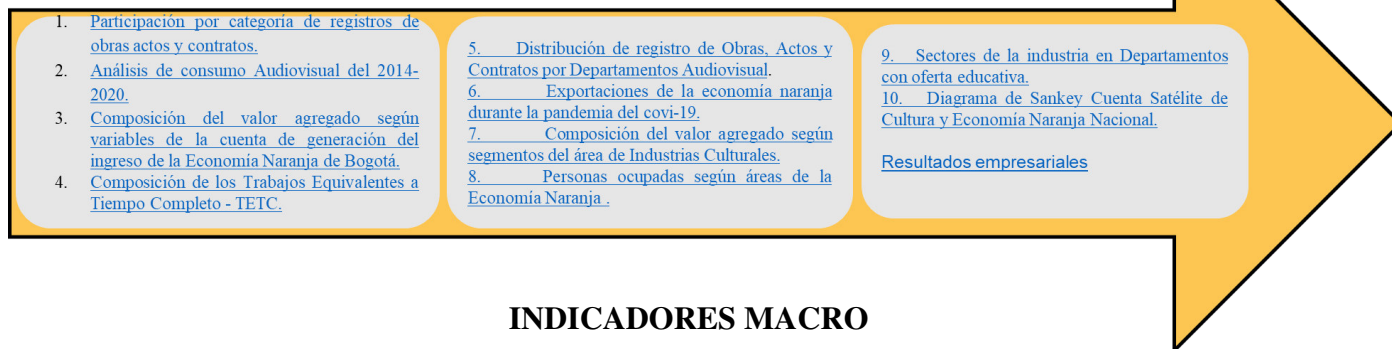 1. Participación por categoría de registros de
obras actos y contratos.
2. Análisis de consumo Audiovisual del 2014-
2020.
3. Composición del valor agregado según
variables de la cuenta de generación del
ingreso de la Economía Naranja de Bogotá.
4. Composición de los Trabajos Equivalentes a
Tiempo Completo - TETC.
5. Distribución de registro de Obras, Actos y
Contratos por Departamentos Audiovisual.
6. Exportaciones de la economía naranja
durante la pandemia del covi-19.
7. Composición del valor agregado según
segmentos del área de Industrias Culturales.
8. Personas ocupadas según áreas de la
Economía Naranja .
9. Sectores de la industria en Departamentos
con oferta educativa.
10. Diagrama de Sankey Cuenta Satélite de
Cultura y Economía Naranja Nacional.
Resultados empresariales
INDICADORES MACRO